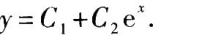 y = C₁ + C₂eˣ.